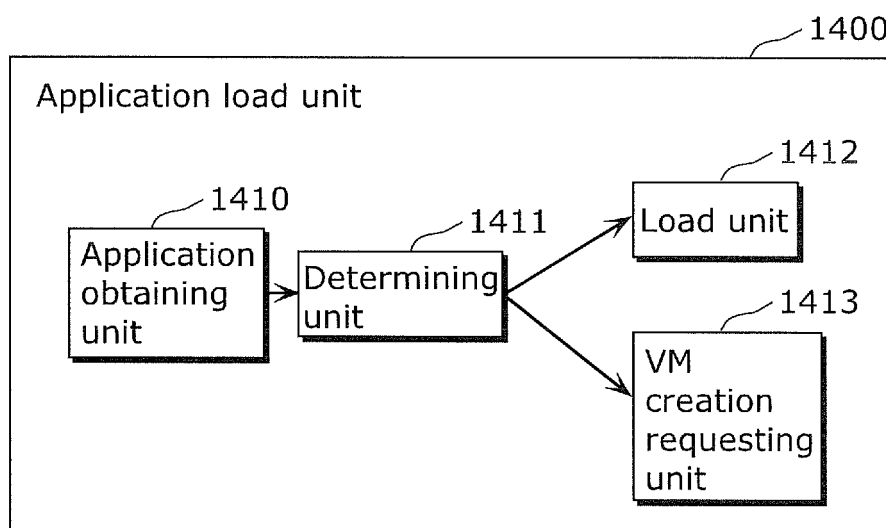 1400
Application load unit
1412
Load unit
1410
Application
obtaining
unit
1411
Determining
unit
1413
VM
creation
requesting
unit